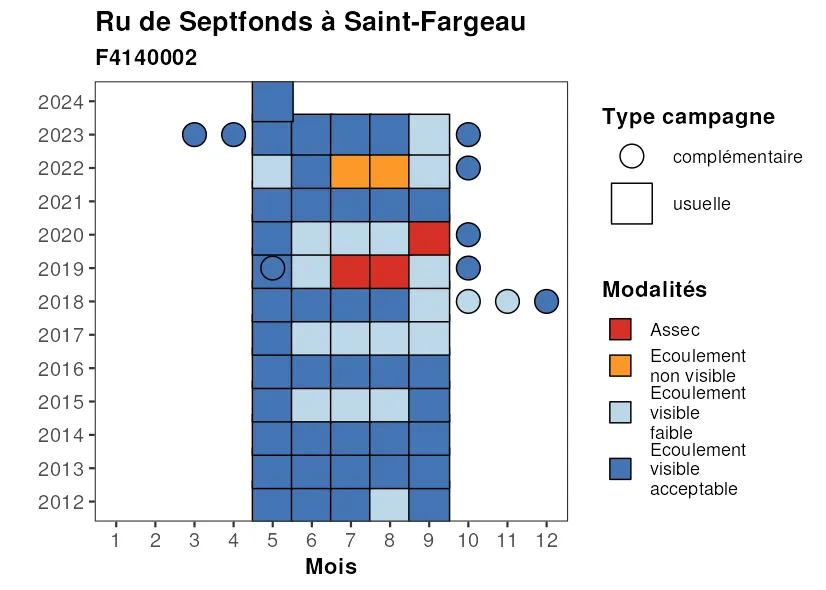 Ru de Septfonds à Saint-Fargeau
F4140002
2024
2023
2022
2021
2020
2019
2018
2017
2016
2015
2014
2013
2012
1 2 3 4 5 6 7 8 9 10 11 12
Mois
Type campagne
complémentaire
usuelle
Modalités
Assec
Ecoulement
non visible
Ecoulement
visible
faible
Ecoulement
visible
acceptable